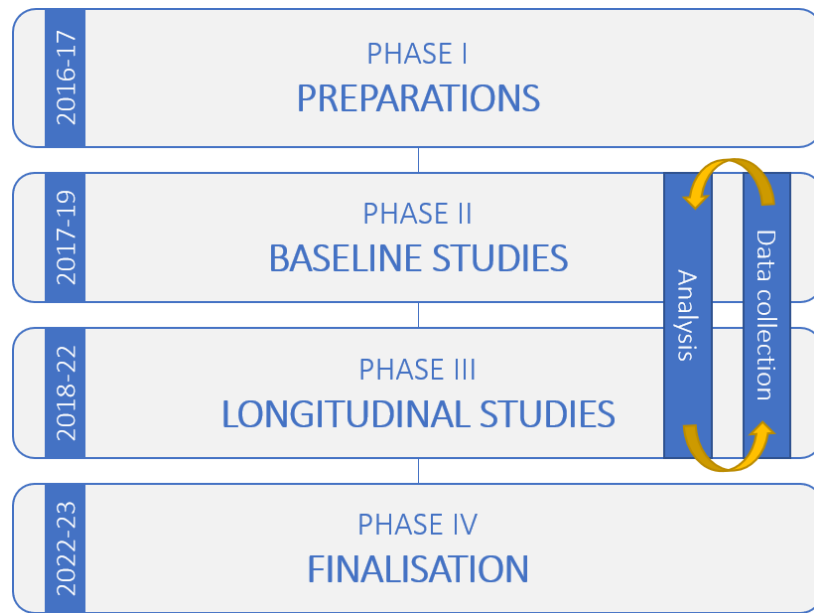 2016-17
PHASE I
PREPARATIONS
2017-19
PHASE II
BASELINE STUDIES
2018-22
PHASE III
LONGITUDINAL STUDIES
Analysis
Data collection
2022-23
PHASE IV
FINALISATION